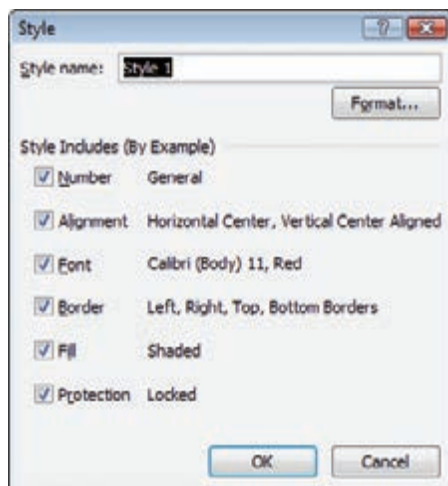 Style
Style name: Style 1
Format...
Style Includes (By Example)
Number General
Alignment Horizontal Center, Vertical Center Aligned
Font Calibri (Body) 11, Red
Border Left, Right, Top, Bottom Borders
Fill Shaded
Protection Locked
OK Cancel